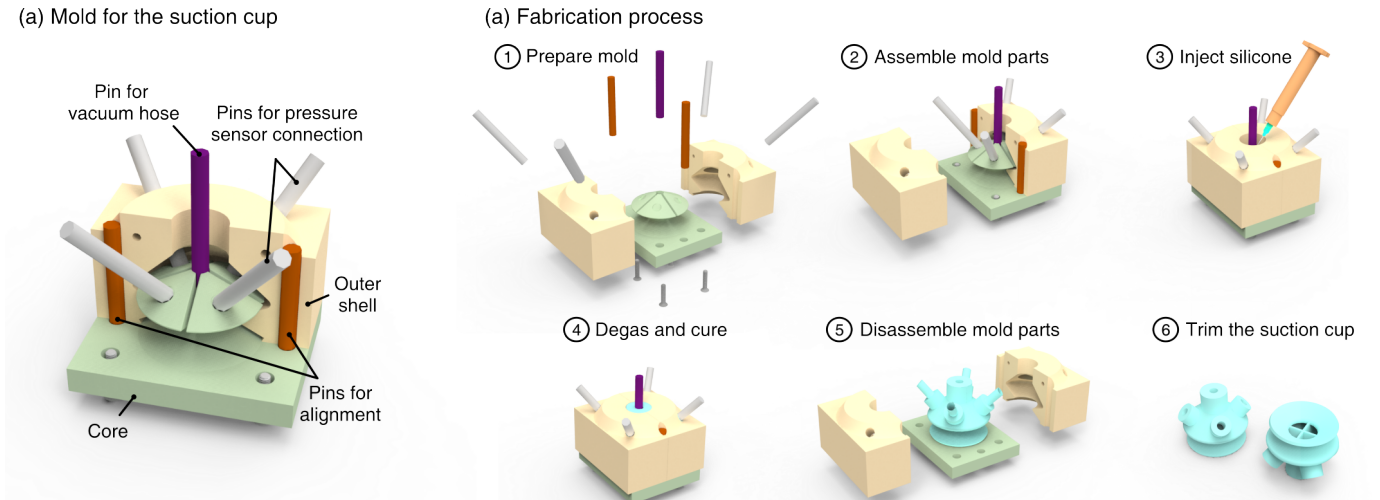 (a) Mold for the suction cup
Pin for
vacuum hose
Pins for pressure
sensor connection
Outer
shell
Pins for
alignment
Core
(a) Fabrication process
1 Prepare mold
2 Assemble mold parts
3 Inject silicone
4 Degas and cure
5 Disassemble mold parts
6 Trim the suction cup